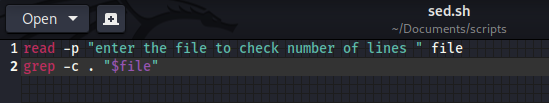 Open
sed.sh
~/Documents/scripts
1 read -p "enter the file to check number of lines " file
2 grep -c . "$file"